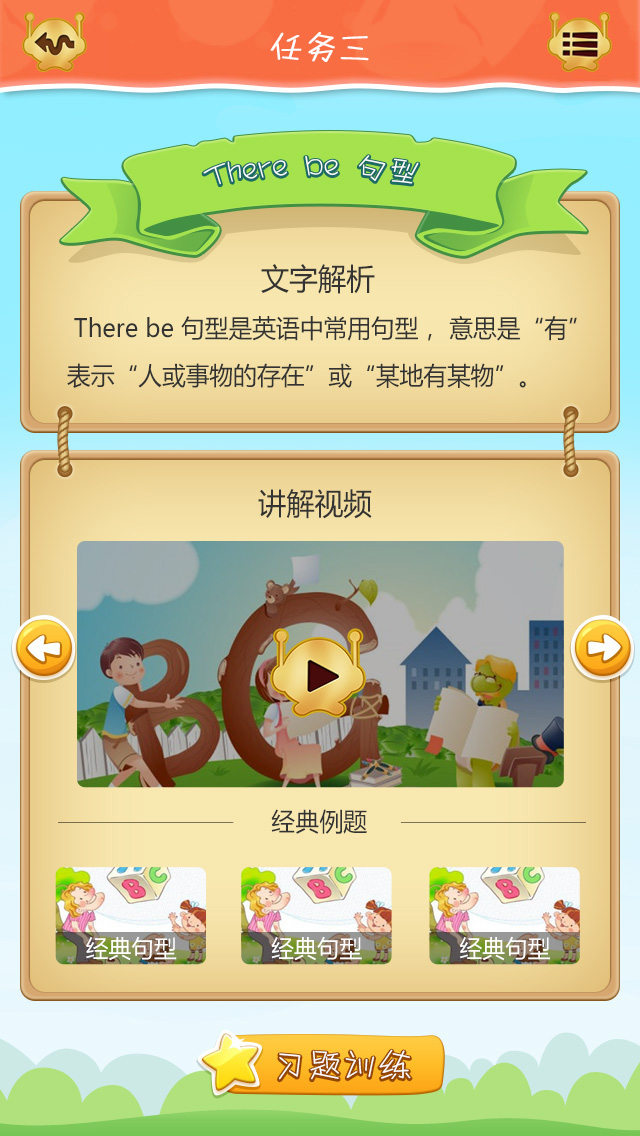 任务三
There be 句型
文字解析
There be 句型是英语中常用句型，意思是“有”
表示“人或事物的存在”或“某地有某物”。
讲解视频
B G
经典例题
B C
B C
B C
经典句型 经典句型 经典句型
习题训练